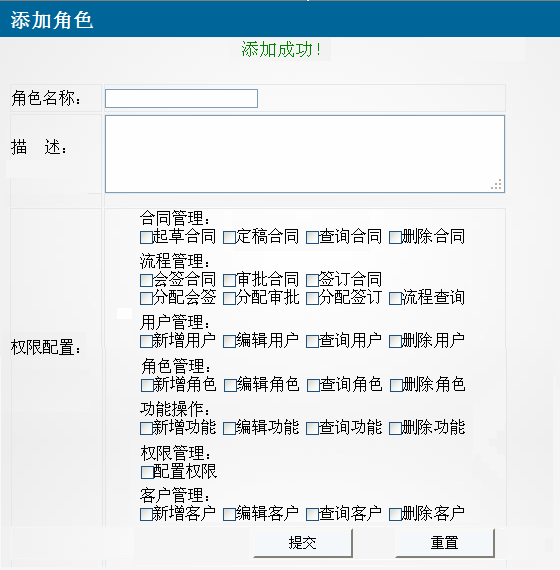 添加角色
添加成功!
角色名称：
描 述：
合同管理：
起草合同 定稿合同 查询合同 删除合同
流程管理：
会签合同 审批合同 签订合同
分配会签 分配审批 分配签订 流程查询
用户管理：
新增用户 编辑用户 查询用户 删除用户
权限配置：
角色管理：
新增角色 编辑角色 查询角色 删除角色
功能操作：
新增功能 编辑功能 查询功能 删除功能
权限管理：
配置权限
客户管理：
新增客户 编辑客户 查询客户 删除客户
提交 重置